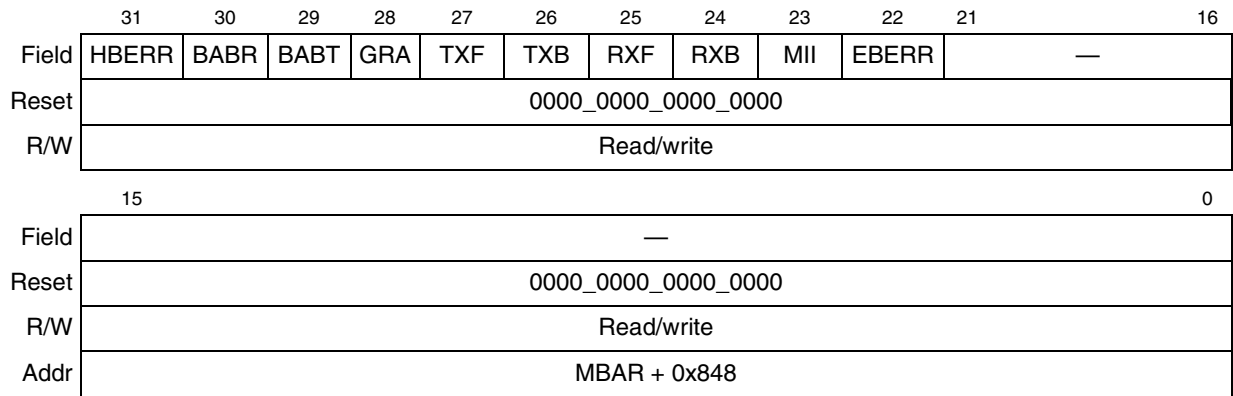 31 30 29 28 27 26 25 24 23 22 21 16
Field HBERR BABR BABT GRA TXF TXB RXF RXB MII EBERR —
Reset 0000_0000_0000_0000
R/W Read/write
15 0
Field —
Reset 0000_0000_0000_0000
R/W Read/write
Addr MBAR + 0x848